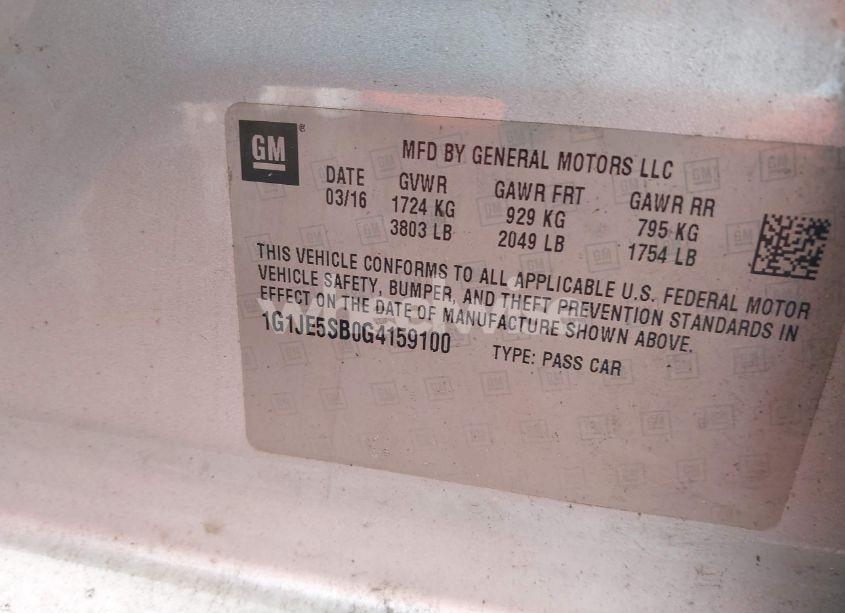 GM ®
MFD BY GENERAL MOTORS LLC
DATE GVWR GAWR FRT GAWR RR
03/16 1724 KG 929 KG 795 KG
3803 LB 2049 LB 1754 LB
THIS VEHICLE CONFORMS TO ALL APPLICABLE U.S. FEDERAL MOTOR
VEHICLE SAFETY, BUMPER, AND THEFT PREVENTION STANDARDS IN
EFFECT ON THE DATE OF MANUFACTURE SHOWN ABOVE.
1G1JE5SB0G4159100 TYPE: PASS CAR